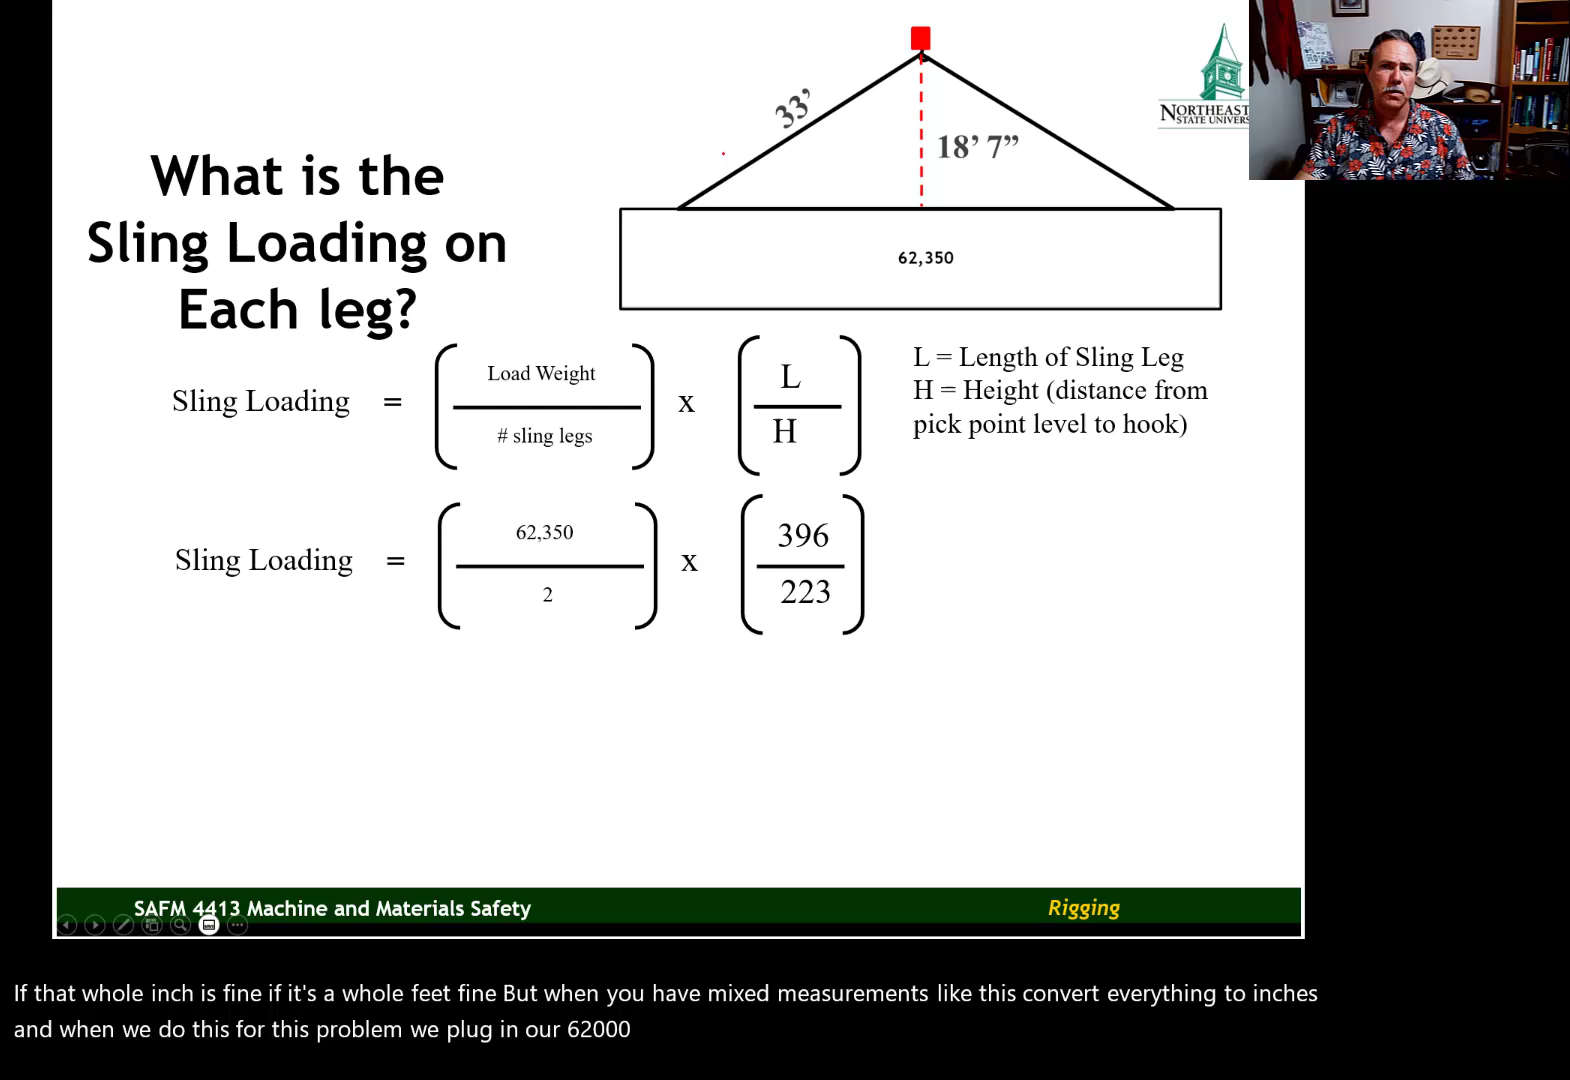 33’
18’ 7”
NORTHEAST
STATE UNIVERS
What is the
Sling Loading on
Each leg?
62,350
Sling Loading = Load Weight x L
# sling legs H
L = Length of Sling Leg
H = Height (distance from
pick point level to hook)
Sling Loading = 62,350 x 396
2 223
SAFM 4413 Machine and Materials Safety
Rigging
If that whole inch is fine if it's a whole feet fine But when you have mixed measurements like this convert everything to inches
and when we do this for this problem we plug in our 62000